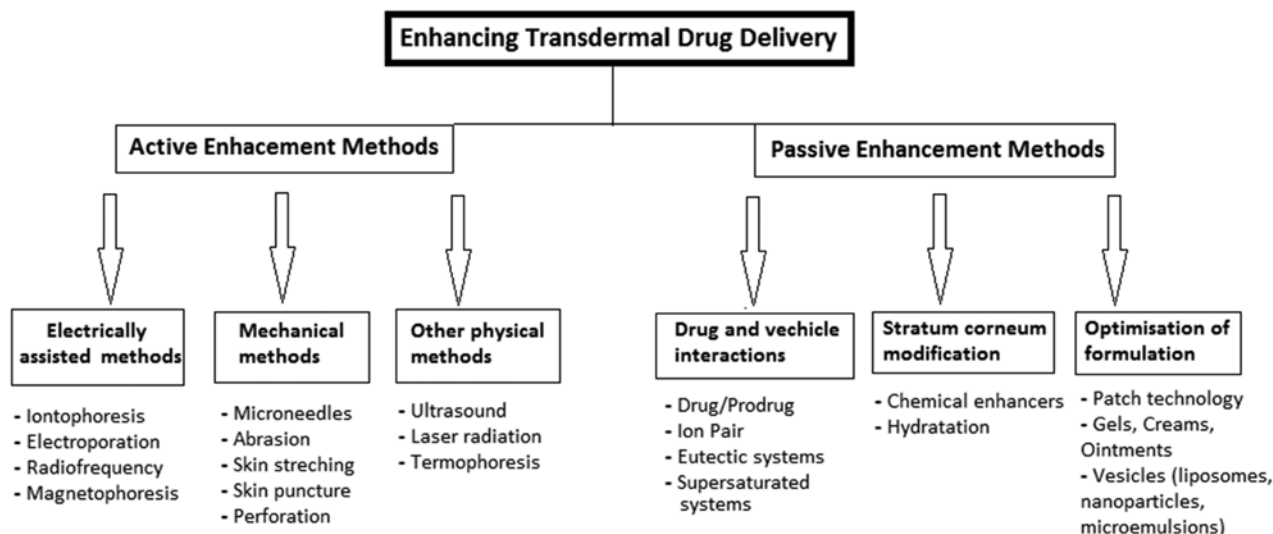 Enhancing Transdermal Drug Delivery
Active Enhacement Methods
Passive Enhancement Methods
Electrically
assisted methods
- Iontophoresis
- Electroporation
- Radiofrequency
- Magnetophoresis
Mechanical
methods
- Microneedles
- Abrasion
- Skin streching
- Skin puncture
- Perforation
Other physical
methods
- Ultrasound
- Laser radiation
- Termophoresis
Drug and vechicle
interactions
- Drug/Prodrug
- Ion Pair
- Eutectic systems
- Supersaturated
systems
Stratum corneum
modification
- Chemical enhancers
- Hydratation
Optimisation of
formulation
- Patch technology
- Gels, Creams,
Ointments
- Vesicles (liposomes,
nanoparticles,
microemulsions)